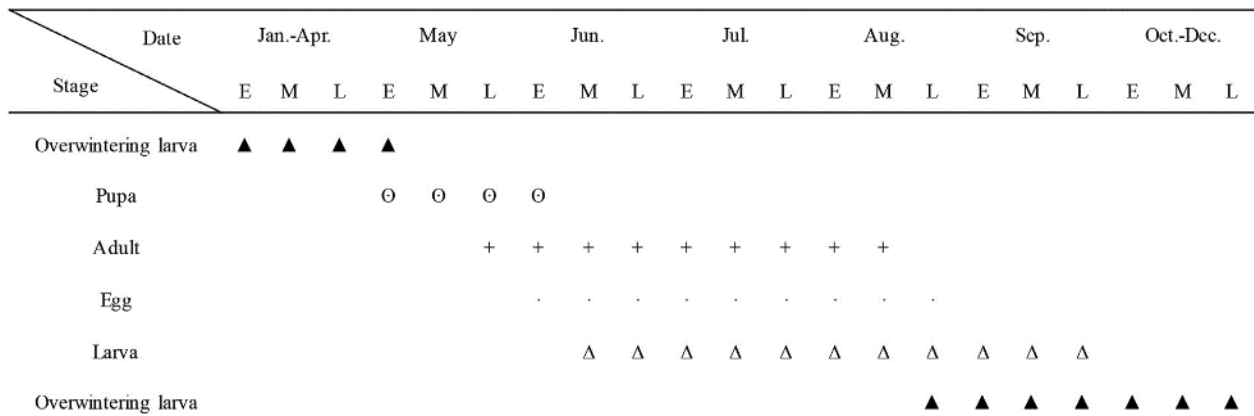 Date Jan.-Apr. May Jun. Jul. Aug. Sep. Oct.-Dec.
Stage E M L E M L E M L E M L E M L E M L E M L
Overwintering larva ▲ ▲ ▲ ▲
Pupa ʘ ʘ ʘ ʘ
Adult + + + + + + + + +
Egg · · · · · · · · ·
Larva Δ Δ Δ Δ Δ Δ Δ Δ Δ Δ Δ
Overwintering larva ▲ ▲ ▲ ▲ ▲ ▲ ▲